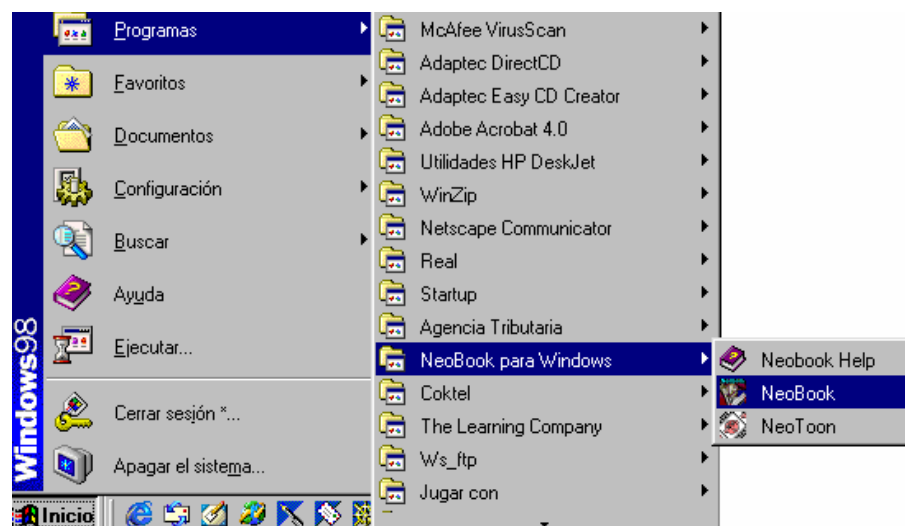 Programas
Favoritos
Documentos
Configuración
Buscar
Ayuda
Ejecutar...
Cerrar sesión *...
Apagar el sistema...
Windows98
Inicio
McAfee VirusScan
Adaptec DirectCD
Adaptec Easy CD Creator
Adobe Acrobat 4.0
Utilidades HP DeskJet
WinZip
Netscape Communicator
Real
Startup
Agencia Tributaria
NeoBook para Windows
Coktel
The Learning Company
Ws_ftp
Jugar con
Neobook Help
NeoBook
NeoToon